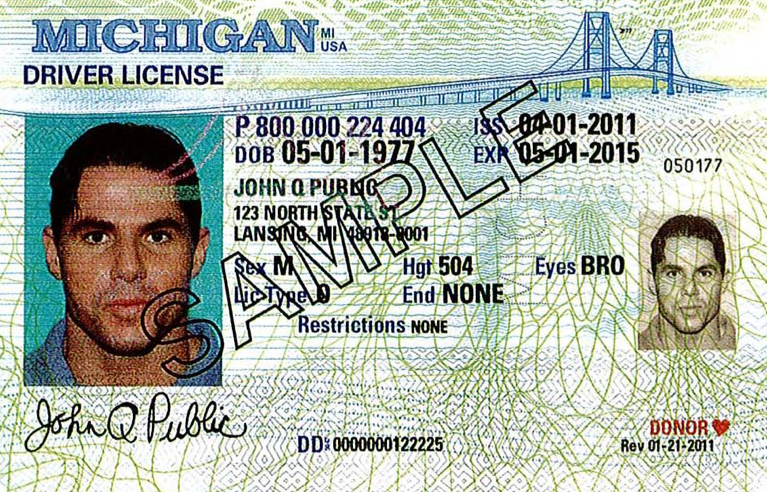 MICHIGAN MI
USA
DRIVER LICENSE
P 800 000 224 404 ISS 04-01-2011
DOB 05-01-1977 EXP 05-01-2015
050177
JOHN Q PUBLIC
123 NORTH STATE ST
LANSING, MI 48918-0001
SAMPLE
Sex M Hgt 504 Eyes BRO
Lic Type O End NONE
Restrictions NONE
John Q Public
DD 0000000122225
DONOR
Rev 01-21-2011